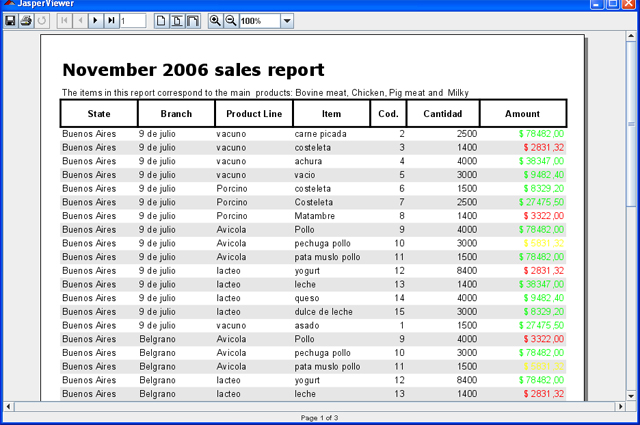 JasperViewer
1
100%
November 2006 sales report
The items in this report correspond to the main products: Bovine meat, Chicken, Pig meat and Milky
State Branch Product Line Item Cod. Cantidad Amount
Buenos Aires 9 de julio vacuno carne picada 2 2500 $ 78482,00
Buenos Aires 9 de julio vacuno costeleta 3 1400 $ 2831,32
Buenos Aires 9 de julio vacuno achura 4 4000 $ 38347,00
Buenos Aires 9 de julio vacuno vacio 5 3000 $ 9482,40
Buenos Aires 9 de julio Porcino costeleta 6 1500 $ 8329,20
Buenos Aires 9 de julio Porcino Costeleta 7 2500 $ 27475,50
Buenos Aires 9 de julio Porcino Matambre 8 1400 $ 3322,00
Buenos Aires 9 de julio Avicola Pollo 9 4000 $ 78482,00
Buenos Aires 9 de julio Avicola pechuga pollo 10 3000
Buenos Aires 9 de julio Avicola pata muslo pollo 11 1500 $ 78482,00
Buenos Aires 9 de julio lacteo yogurt 12 8400 $ 2831,32
Buenos Aires 9 de julio lacteo leche 13 1400 $ 38347,00
Buenos Aires 9 de julio lacteo queso 14 4000 $ 9482,40
Buenos Aires 9 de julio lacteo dulce de leche 15 3000 $ 8329,20
Buenos Aires 9 de julio vacuno asado 1 1500 $ 27475,50
Buenos Aires Belgrano Avicola Pollo 9 4000 $ 3322,00
Buenos Aires Belgrano Avicola pechuga pollo 10 3000 $ 78482,00
Buenos Aires Belgrano Avicola pata muslo pollo 11 1500
Buenos Aires Belgrano lacteo yogurt 12 8400 $ 78482,00
Buenos Aires Belgrano lacteo leche 13 1400 $ 2831,32
Page 1 of 3